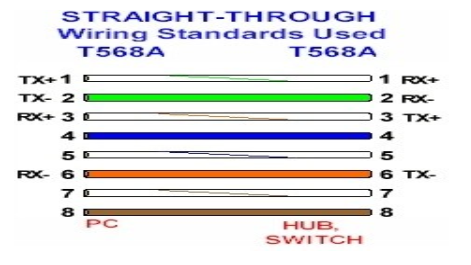 STRAIGHT-THROUGH
Wiring Standards Used
T568A T568A
TX+ 1 1 RX+
TX- 2 2 RX-
RX+ 3 3 TX+
4 4
5 5
RX- 6 6 TX-
7 7
8 8
PC HUB,
SWITCH